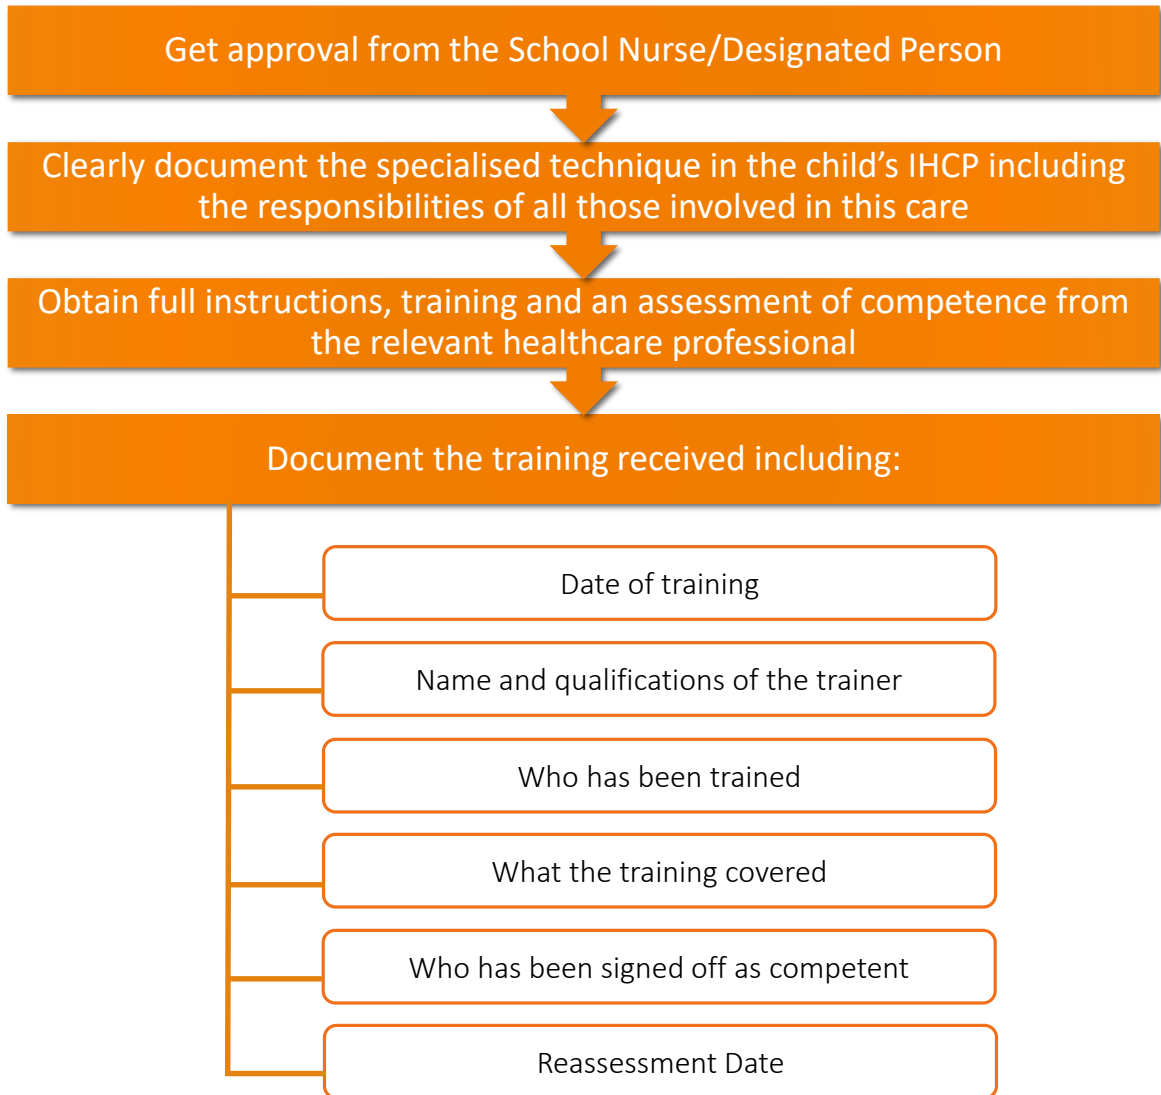 Get approval from the School Nurse/Designated Person
Clearly document the specialised technique in the child’s IHCP including
the responsibilities of all those involved in this care
Obtain full instructions, training and an assessment of competence from
the relevant healthcare professional
Document the training received including:
Date of training
Name and qualifications of the trainer
Who has been trained
What the training covered
Who has been signed off as competent
Reassessment Date